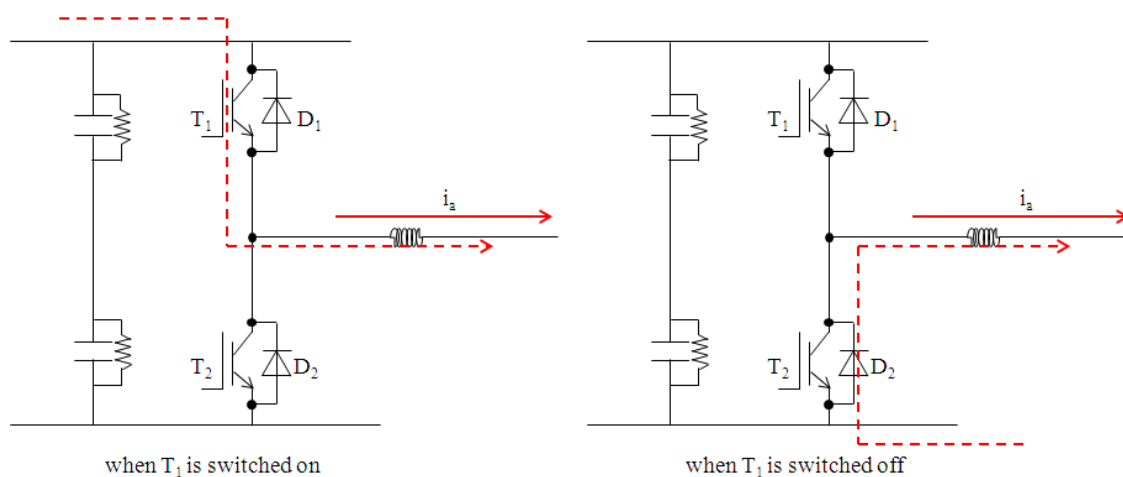 T₁ D₁ T₁ D₁
iₐ iₐ
T₂ D₂ T₂ D₂
when T₁ is switched on when T₁ is switched off